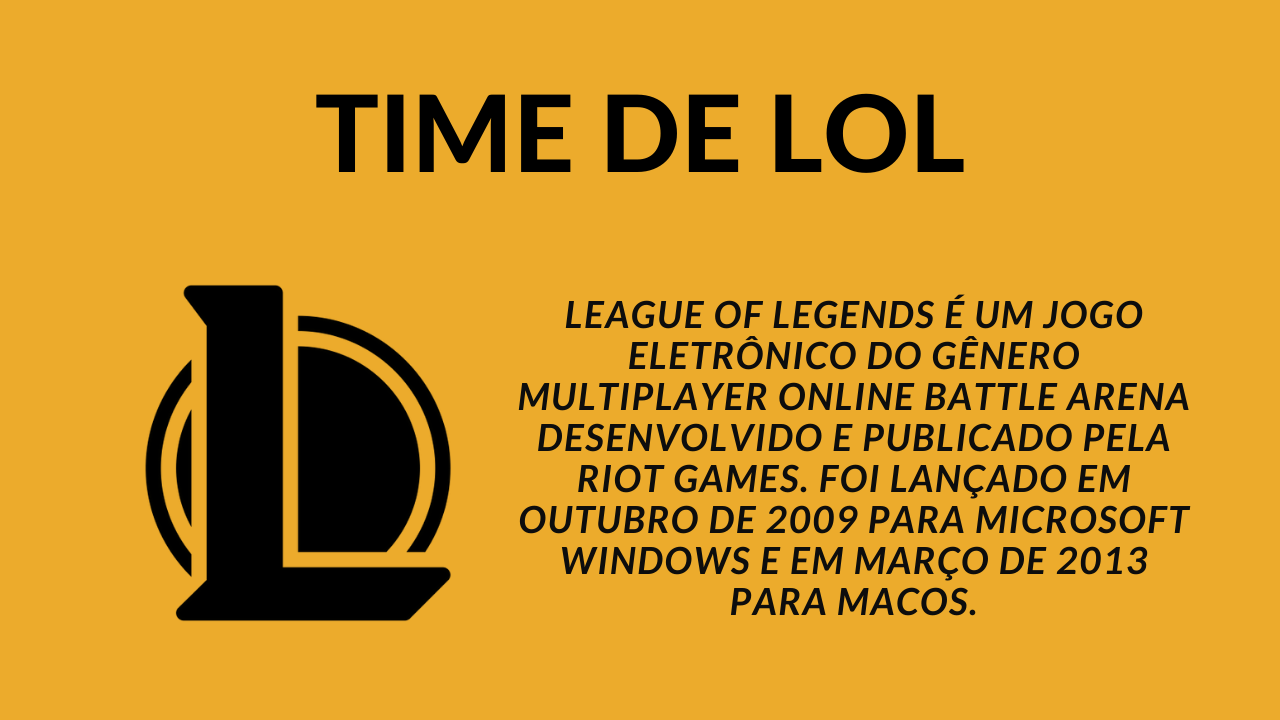 TIME DE LOL
LEAGUE OF LEGENDS É UM JOGO
ELETRÔNICO DO GÊNERO
MULTIPLAYER ONLINE BATTLE ARENA
DESENVOLVIDO E PUBLICADO PELA
RIOT GAMES. FOI LANÇADO EM
OUTUBRO DE 2009 PARA MICROSOFT
WINDOWS E EM MARÇO DE 2013
PARA MACOS.